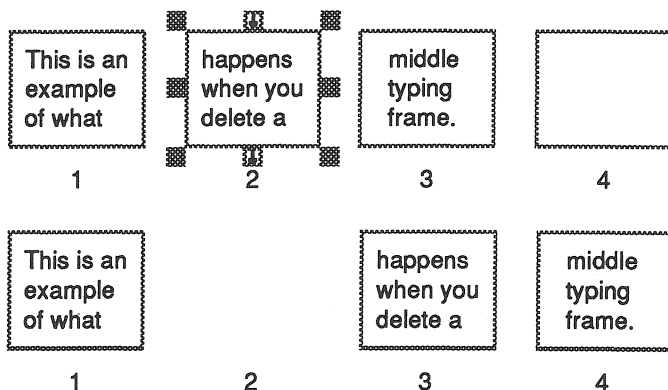 This is an
example
of what
happens
when you
delete a
middle
typing
frame.
1
2
3
4
This is an
example
of what
happens
when you
delete a
middle
typing
frame.
1
2
3
4